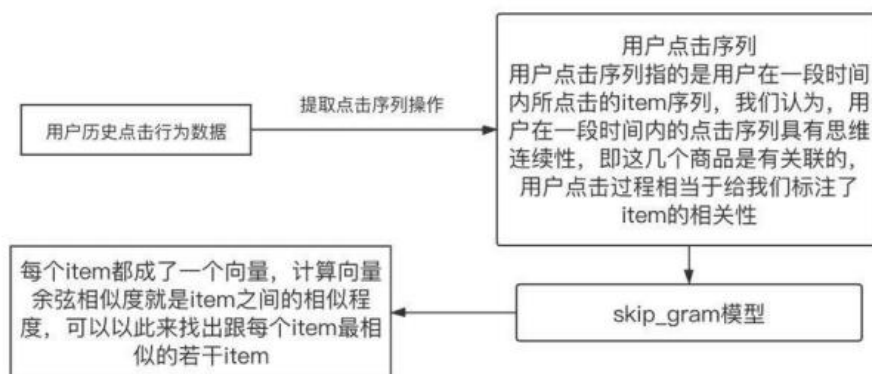 用户历史点击行为数据
提取点击序列操作
用户点击序列
用户点击序列指的是用户在一段时间
内所点击的item序列，我们认为，用
户在一段时间内的点击序列具有思维
连续性，即这几个商品是有关联的，
用户点击过程相当于给我们标注了
item的相关性
skip_gram模型
每个item都成了一个向量，计算向量
余弦相似度就是item之间的相似程
度，可以以此来找出跟每个item最相
似的若干item